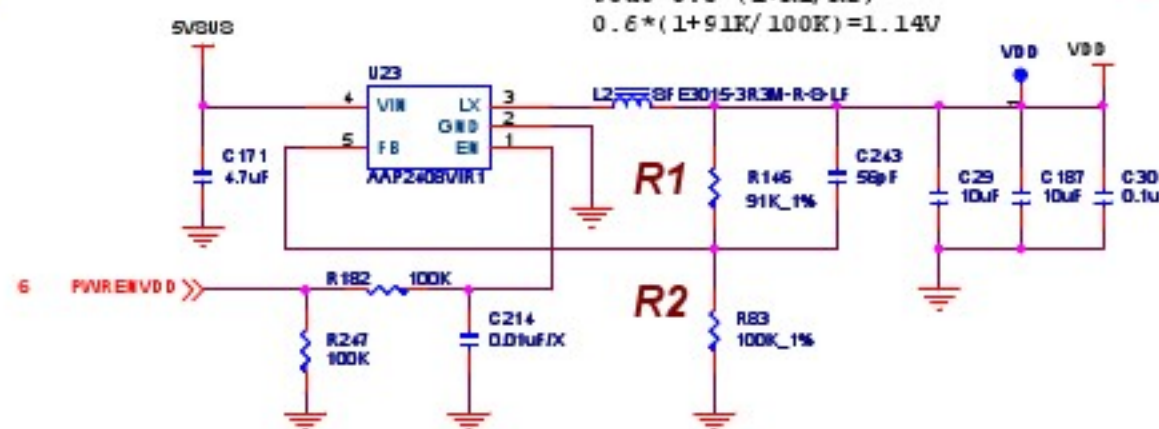 0.6*(1+91K/100K)=1.14V
5VSUS
VDD
VDD
U23
4
VIN
LX
3
GND
2
5
FB
EN
1
AAP2408VIR1
L2
SFE3015-3R3M-R-S-LF
1
C171
4.7uF
R1
R146
91K_1%
C243
56pF
C29
10uF
C187
10uF
C30
0.1u
6
PWRENVDD
R182
100K
R247
100K
C214
0.01uF/X
R2
R83
100K_1%